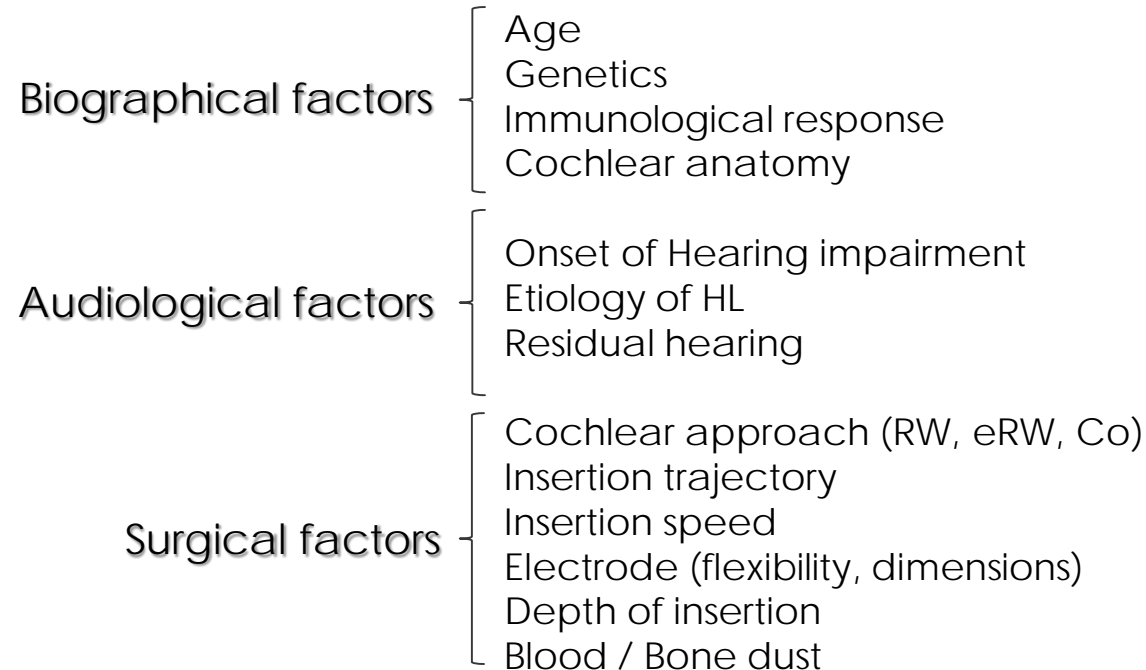 Biographical factors
Age
Genetics
Immunological response
Cochlear anatomy
Audiological factors
Onset of Hearing impairment
Etiology of HL
Residual hearing
Surgical factors
Cochlear approach (RW, eRW, Co)
Insertion trajectory
Insertion speed
Electrode (flexibility, dimensions)
Depth of insertion
Blood / Bone dust